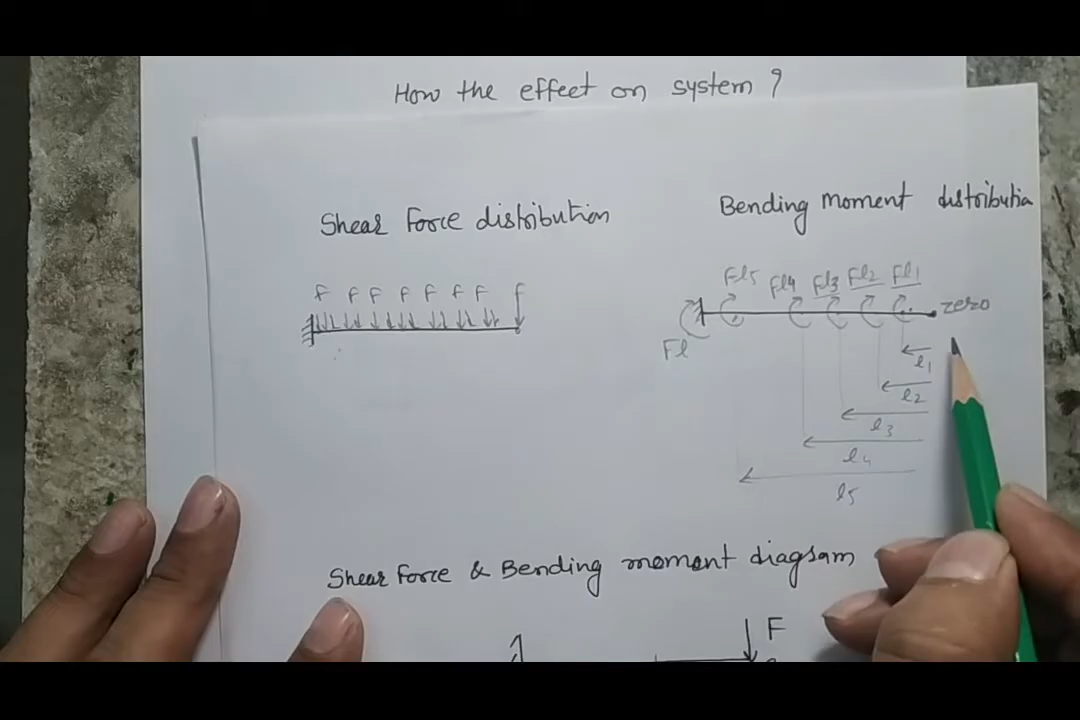 How the effect on system ?
Shear Force distribution
Bending Moment distributio
F F F F F F F F
Fl5 Fl4 Fl3 Fl2 Fl1
zero
Fl
l1
l2
l3
l4
l5
Shear Force & Bending moment diagram
F